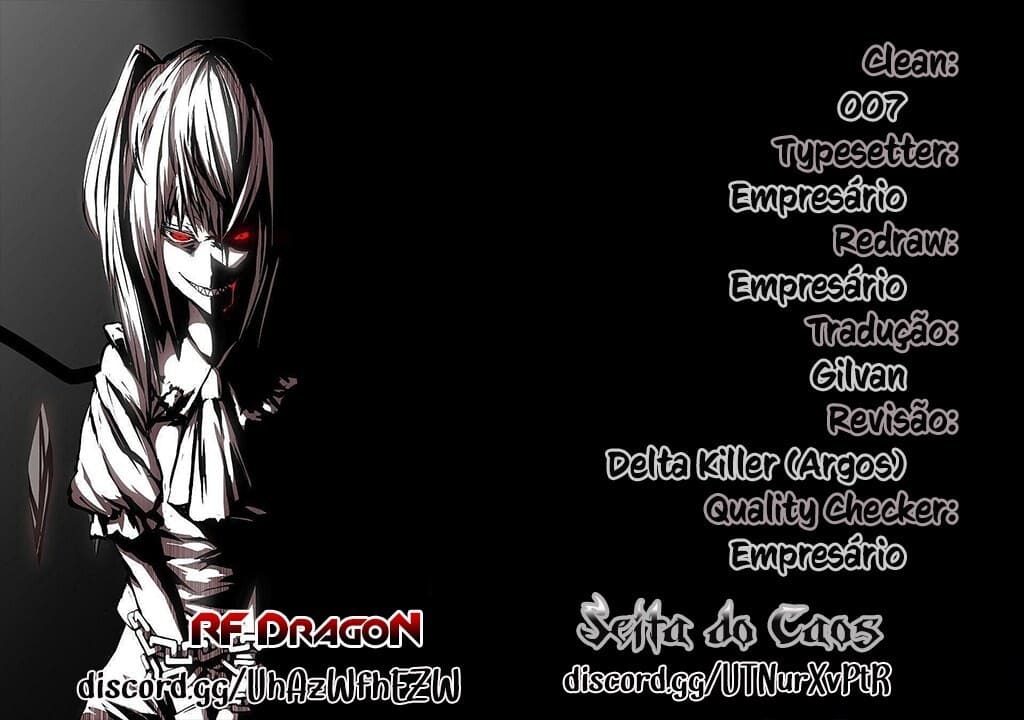 Clean:
007
Typesetter:
Empresário
Redraw:
Empresário
Tradução:
Gilvan
Revisão:
Delta Killer (Argos)
Quality Checker:
Empresário
RF Dragon
discord.gg/UhAzWfhEZW
Seita do Caos
discord.gg/UTNurXvPtR